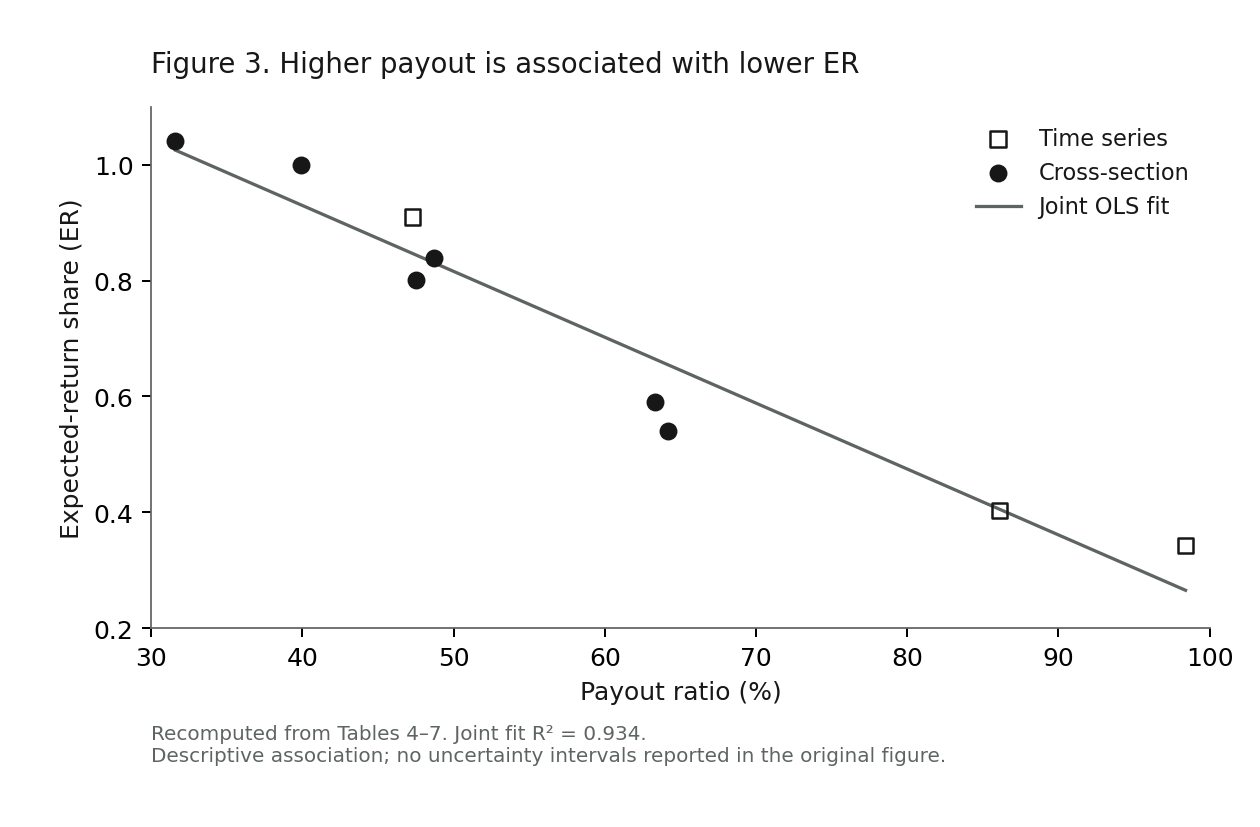 Figure 3. Higher payout is associated with lower ER
Time series
Cross-section
Joint OLS fit
Expected-return share (ER)
1.0
0.8
0.6
0.4
0.2
30 40 50 60 70 80 90 100
Payout ratio (%)
Recomputed from Tables 4–7. Joint fit R² = 0.934.
Descriptive association; no uncertainty intervals reported in the original figure.